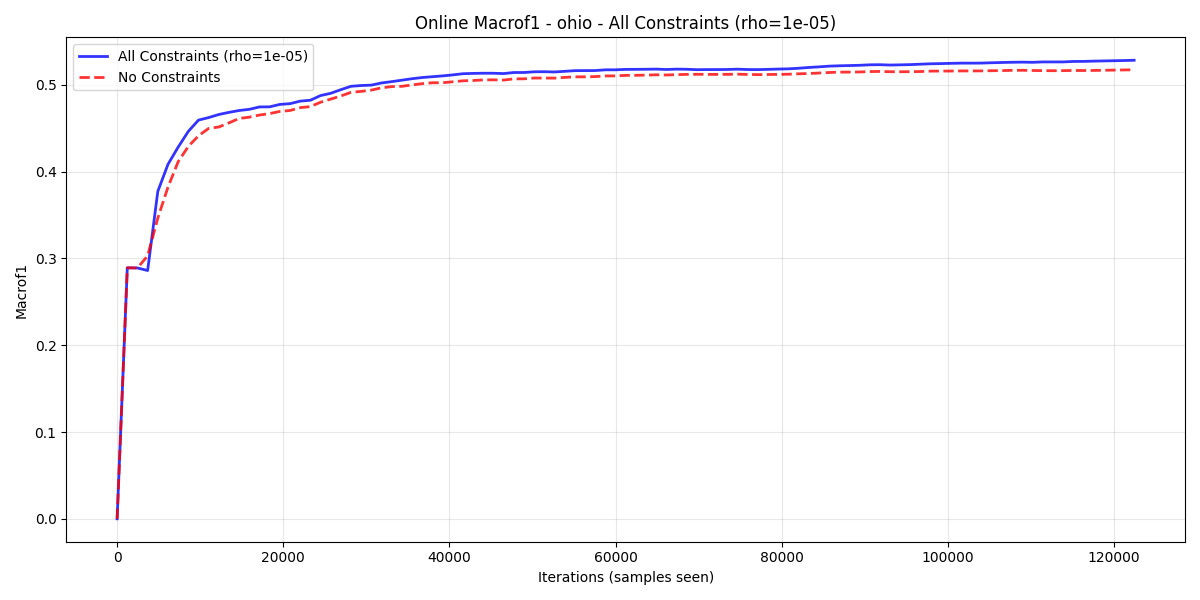 Online Macrof1 - ohio - All Constraints (rho=1e-05)
All Constraints (rho=1e-05)
No Constraints
Macrof1
0.5
0.4
0.3
0.2
0.1
0.0
0 20000 40000 60000 80000 100000 120000
Iterations (samples seen)